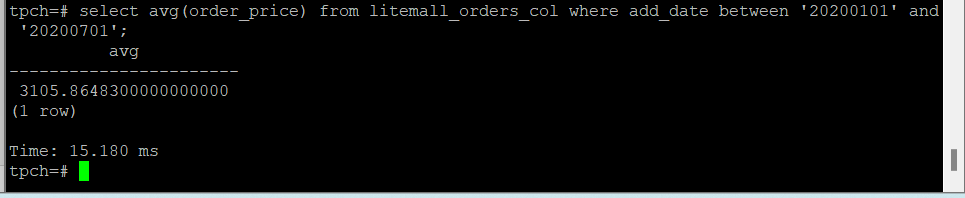 tpch=# select avg(order_price) from litemall_orders_col where add_date between '20200101' and
 '20200701';
          avg
-----------------------
 3105.8648300000000000
(1 row)
Time: 15.180 ms
tpch=#